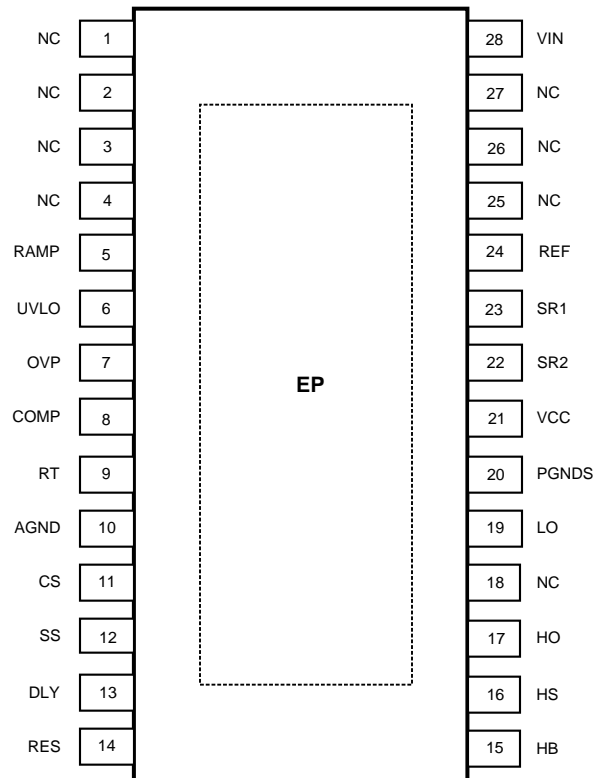 NC 1 28 VIN
NC 2 27 NC
NC 3 26 NC
NC 4 25 NC
RAMP 5 24 REF
UVLO 6 23 SR1
OVP 7 22 SR2
EP
COMP 8 21 VCC
RT 9 20 PGNDS
AGND 10 19 LO
CS 11 18 NC
SS 12 17 HO
DLY 13 16 HS
RES 14 15 HB